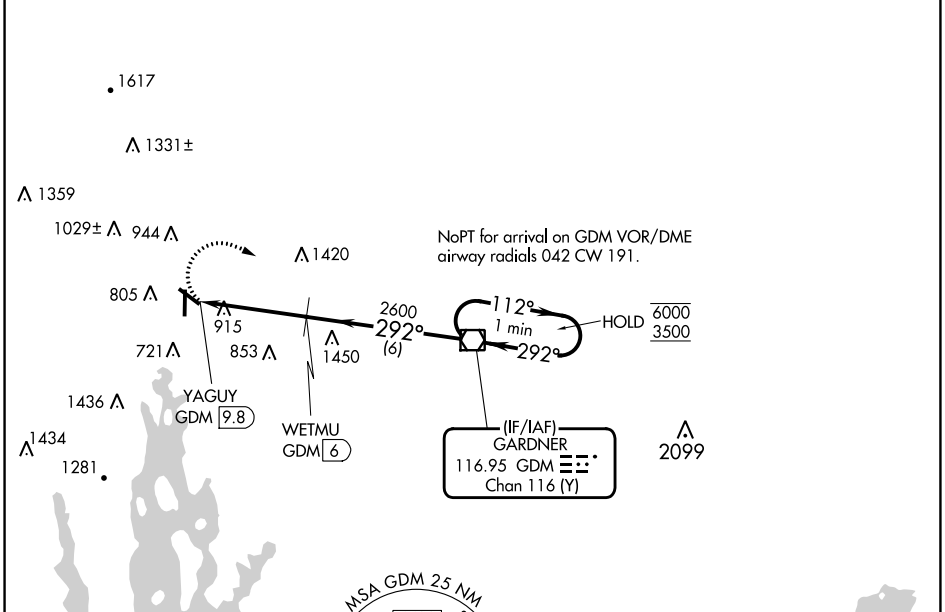 1617
1331±
1359
1029±
944
1420
NoPT for arrival on GDM VOR/DME
airway radials 042 CW 191.
805
915
2600
292°
(6)
112°
1 min
292°
HOLD
6000
3500
721
853
1450
YAGUY
GDM 9.8
WETMU
GDM 6
1436
1434
1281
(IF/IAF)
GARDNER
116.95 GDM
Chan 116 (Y)
2099
MSA GDM 25 NM